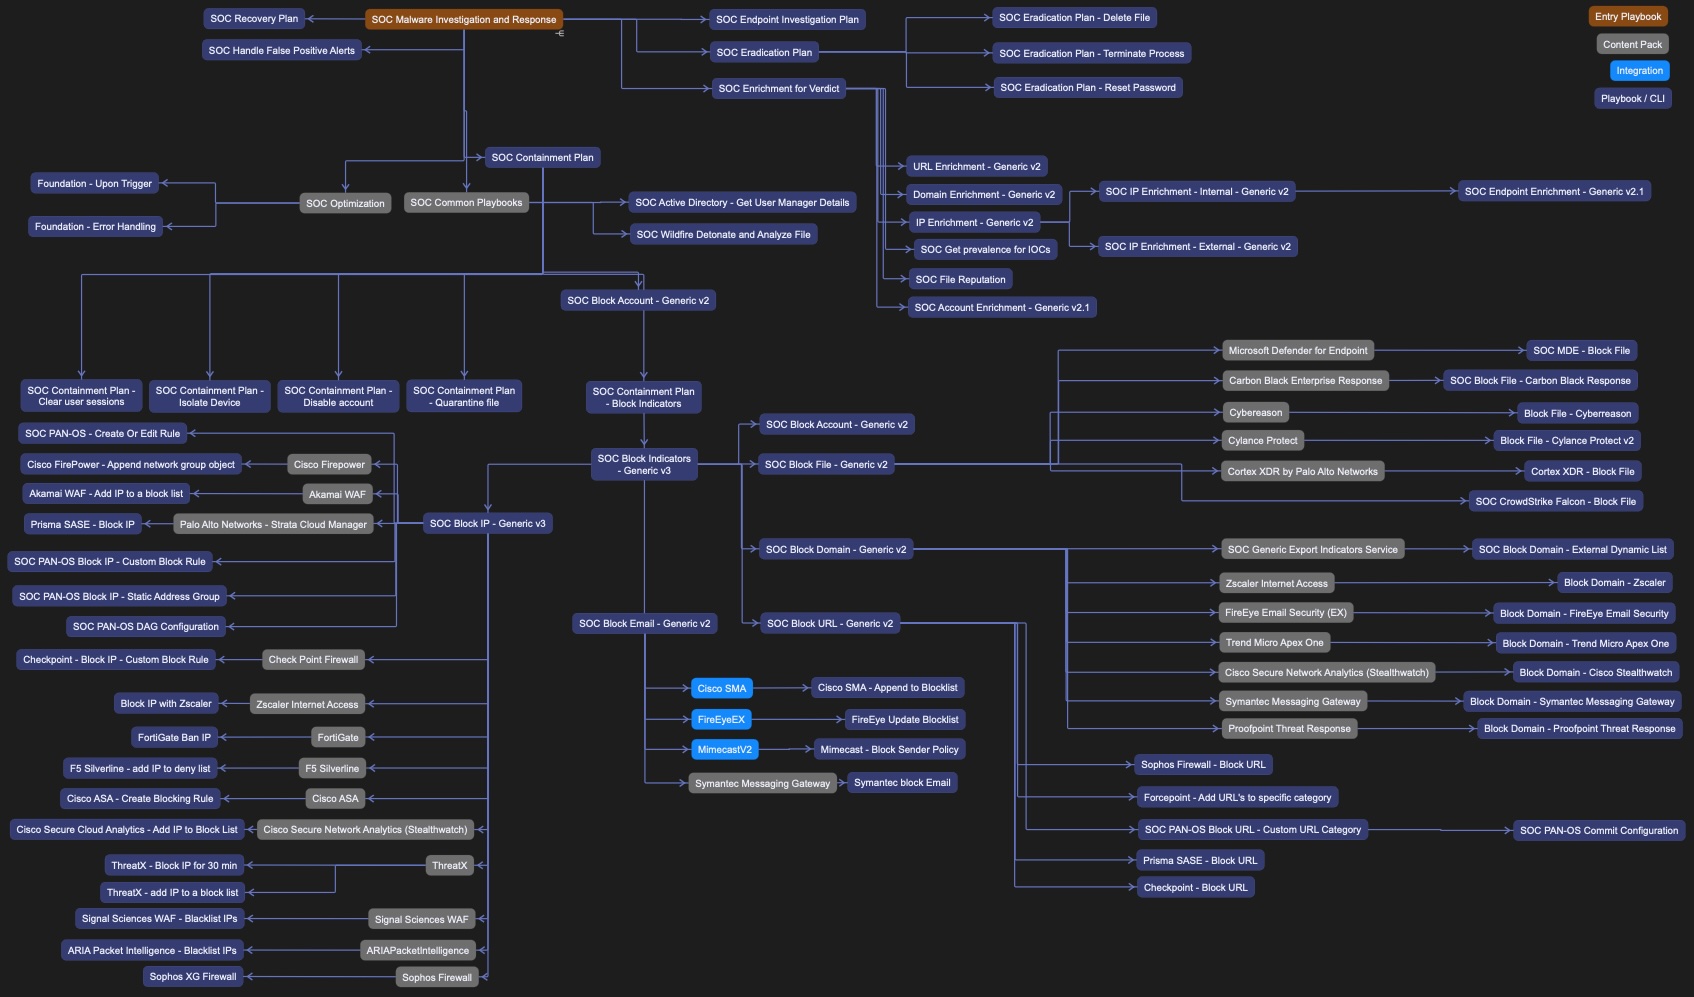 SOC Recovery Plan
SOC Malware Investigation and Response
SOC Endpoint Investigation Plan
SOC Eradication Plan - Delete File
Entry Playbook
SOC Handle False Positive Alerts
SOC Eradication Plan
SOC Eradication Plan - Terminate Process
Content Pack
Integration
SOC Enrichment for Verdict
SOC Eradication Plan - Reset Password
Playbook / CLI
SOC Containment Plan
URL Enrichment - Generic v2
Foundation - Upon Trigger
Domain Enrichment - Generic v2
SOC IP Enrichment - Internal - Generic v2
SOC Endpoint Enrichment - Generic v2.1
SOC Optimization
SOC Common Playbooks
SOC Active Directory - Get User Manager Details
Foundation - Error Handling
SOC Wildfire Detonate and Analyze File
IP Enrichment - Generic v2
SOC Get prevalence for IOCs
SOC IP Enrichment - External - Generic v2
SOC File Reputation
SOC Block Account - Generic v2
SOC Account Enrichment - Generic v2.1
Microsoft Defender for Endpoint
SOC MDE - Block File
Carbon Black Enterprise Response
SOC Block File - Carbon Black Response
SOC Containment Plan -
Clear user sessions
SOC Containment Plan -
Isolate Device
SOC Containment Plan -
Disable account
SOC Containment Plan
- Quarantine file
SOC Containment Plan
- Block Indicators
Cybereason
Block File - Cyberreason
SOC PAN-OS - Create Or Edit Rule
SOC Block Account - Generic v2
Cylance Protect
Block File - Cylance Protect v2
Cisco FirePower - Append network group object
Cisco Firepower
SOC Block Indicators
- Generic v3
SOC Block File - Generic v2
Cortex XDR by Palo Alto Networks
Cortex XDR - Block File
Akamai WAF - Add IP to a block list
Akamai WAF
SOC CrowdStrike Falcon - Block File
Prisma SASE - Block IP
Palo Alto Networks - Strata Cloud Manager
SOC Block IP - Generic v3
SOC Block Domain - Generic v2
SOC Generic Export Indicators Service
SOC Block Domain - External Dynamic List
SOC PAN-OS Block IP - Custom Block Rule
Zscaler Internet Access
Block Domain - Zscaler
SOC PAN-OS Block IP - Static Address Group
FireEye Email Security (EX)
Block Domain - FireEye Email Security
SOC PAN-OS DAG Configuration
SOC Block Email - Generic v2
SOC Block URL - Generic v2
Trend Micro Apex One
Block Domain - Trend Micro Apex One
Checkpoint - Block IP - Custom Block Rule
Check Point Firewall
Cisco Secure Network Analytics (Stealthwatch)
Block Domain - Cisco Stealthwatch
Cisco SMA
Cisco SMA - Append to Blocklist
Block IP with Zscaler
Zscaler Internet Access
Symantec Messaging Gateway
Block Domain - Symantec Messaging Gateway
FireEyeEX
FireEye Update Blocklist
Proofpoint Threat Response
Block Domain - Proofpoint Threat Response
FortiGate Ban IP
FortiGate
MimecastV2
Mimecast - Block Sender Policy
F5 Silverline - add IP to deny list
F5 Silverline
Sophos Firewall - Block URL
Symantec Messaging Gateway
Symantec block Email
Cisco ASA - Create Blocking Rule
Cisco ASA
Forcepoint - Add URL's to specific category
Cisco Secure Cloud Analytics - Add IP to Block List
Cisco Secure Network Analytics (Stealthwatch)
SOC PAN-OS Block URL - Custom URL Category
SOC PAN-OS Commit Configuration
ThreatX - Block IP for 30 min
ThreatX
Prisma SASE - Block URL
ThreatX - add IP to a block list
Checkpoint - Block URL
Signal Sciences WAF - Blacklist IPs
Signal Sciences WAF
ARIA Packet Intelligence - Blacklist IPs
ARIAPacketIntelligence
Sophos XG Firewall
Sophos Firewall